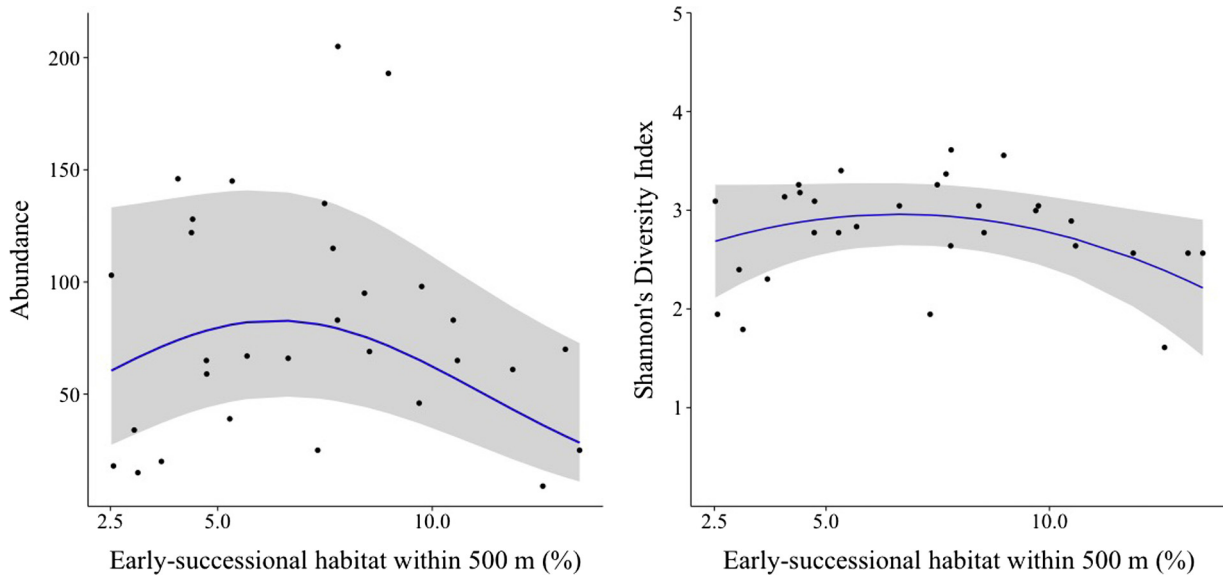 200
150
100
50
Abundance
2.5 5.0 10.0
Early-successional habitat within 500 m (%)
5
4
3
2
1
Shannon's Diversity Index
2.5 5.0 10.0
Early-successional habitat within 500 m (%)